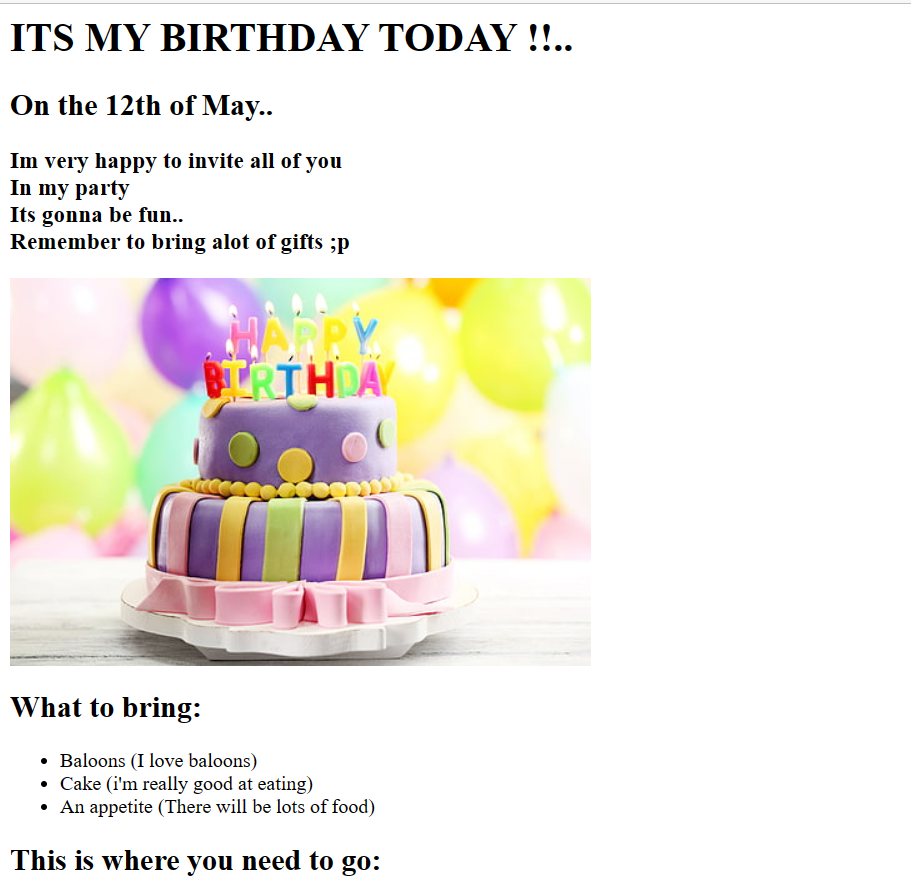 ITS MY BIRTHDAY TODAY !!..
On the 12th of May..
Im very happy to invite all of you
In my party
Its gonna be fun..
Remember to bring alot of gifts ;p
HAPPY
BIRTHDAY
What to bring:
Baloons (I love baloons)
Cake (i'm really good at eating)
An appetite (There will be lots of food)
This is where you need to go: